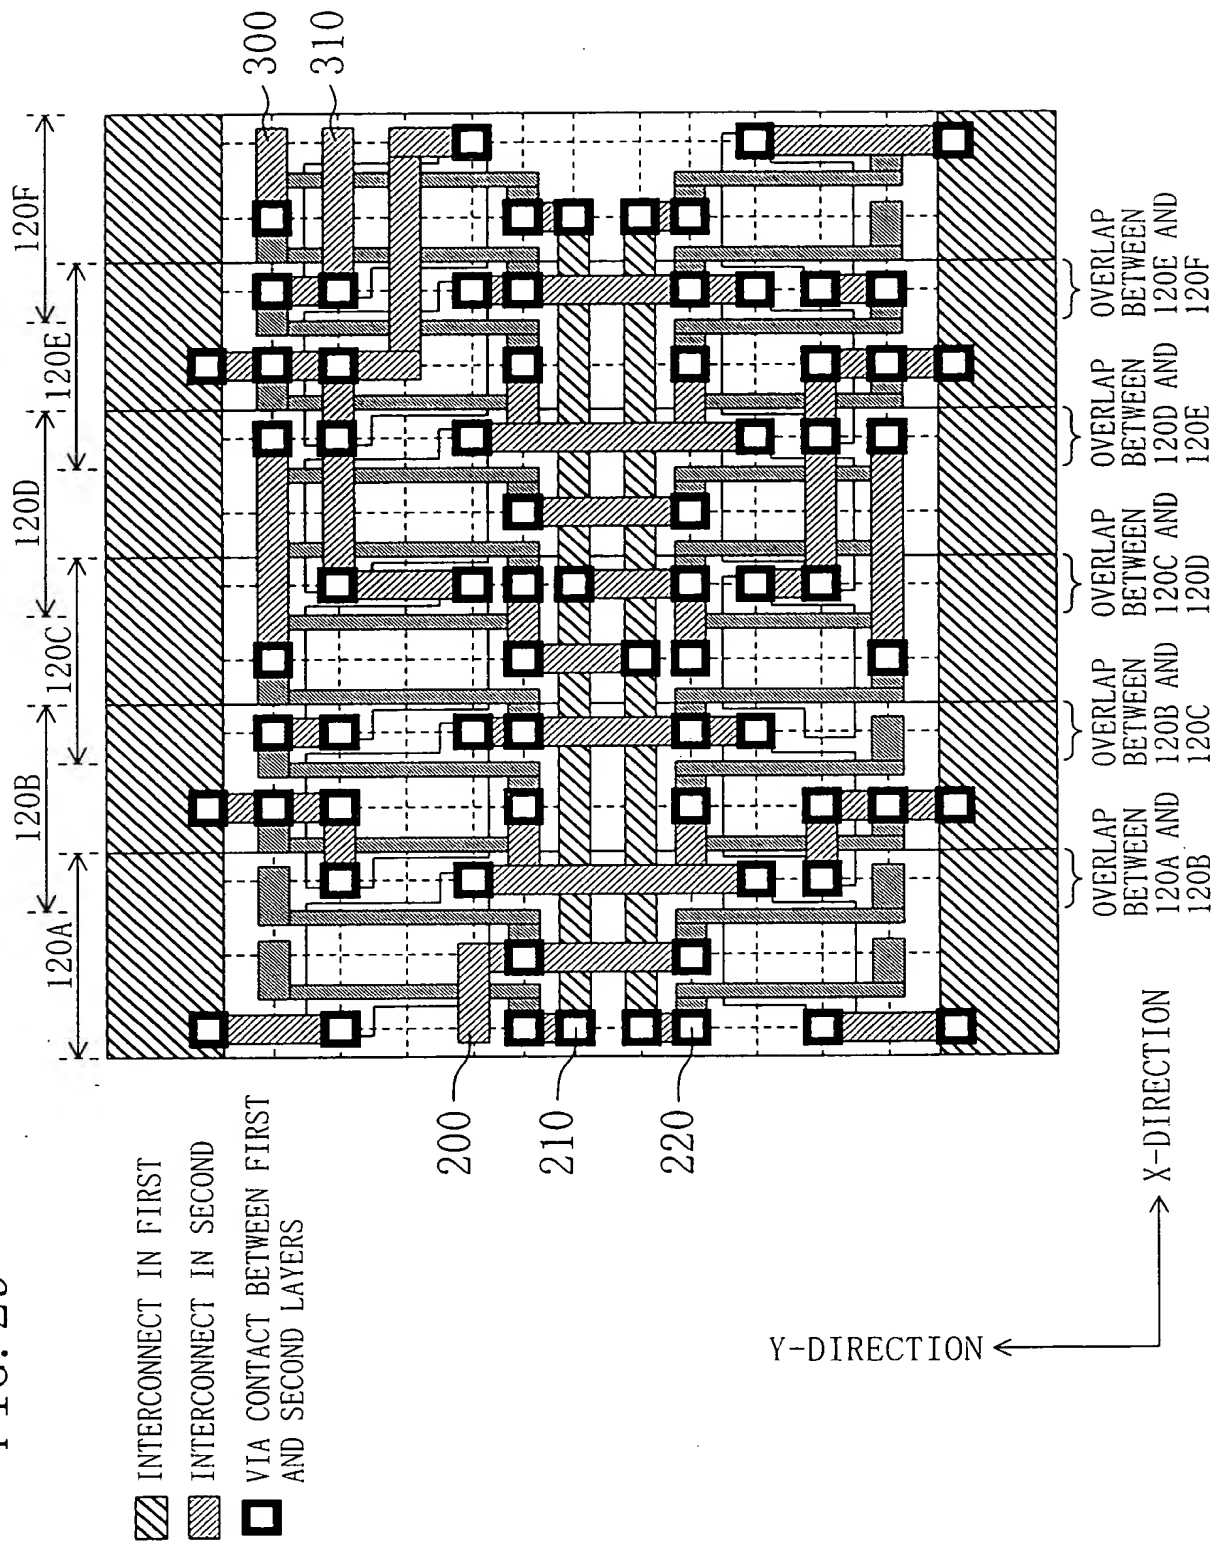 120A
120B
120C
120D
120E
120F
300
310
200
210
220
OVERLAP
BETWEEN
120A AND
120B
OVERLAP
BETWEEN
120B AND
120C
OVERLAP
BETWEEN
120C AND
120D
OVERLAP
BETWEEN
120D AND
120E
OVERLAP
BETWEEN
120E AND
120F
INTERCONNECT IN FIRST
INTERCONNECT IN SECOND
VIA CONTACT BETWEEN FIRST
AND SECOND LAYERS
Y-DIRECTION
X-DIRECTION